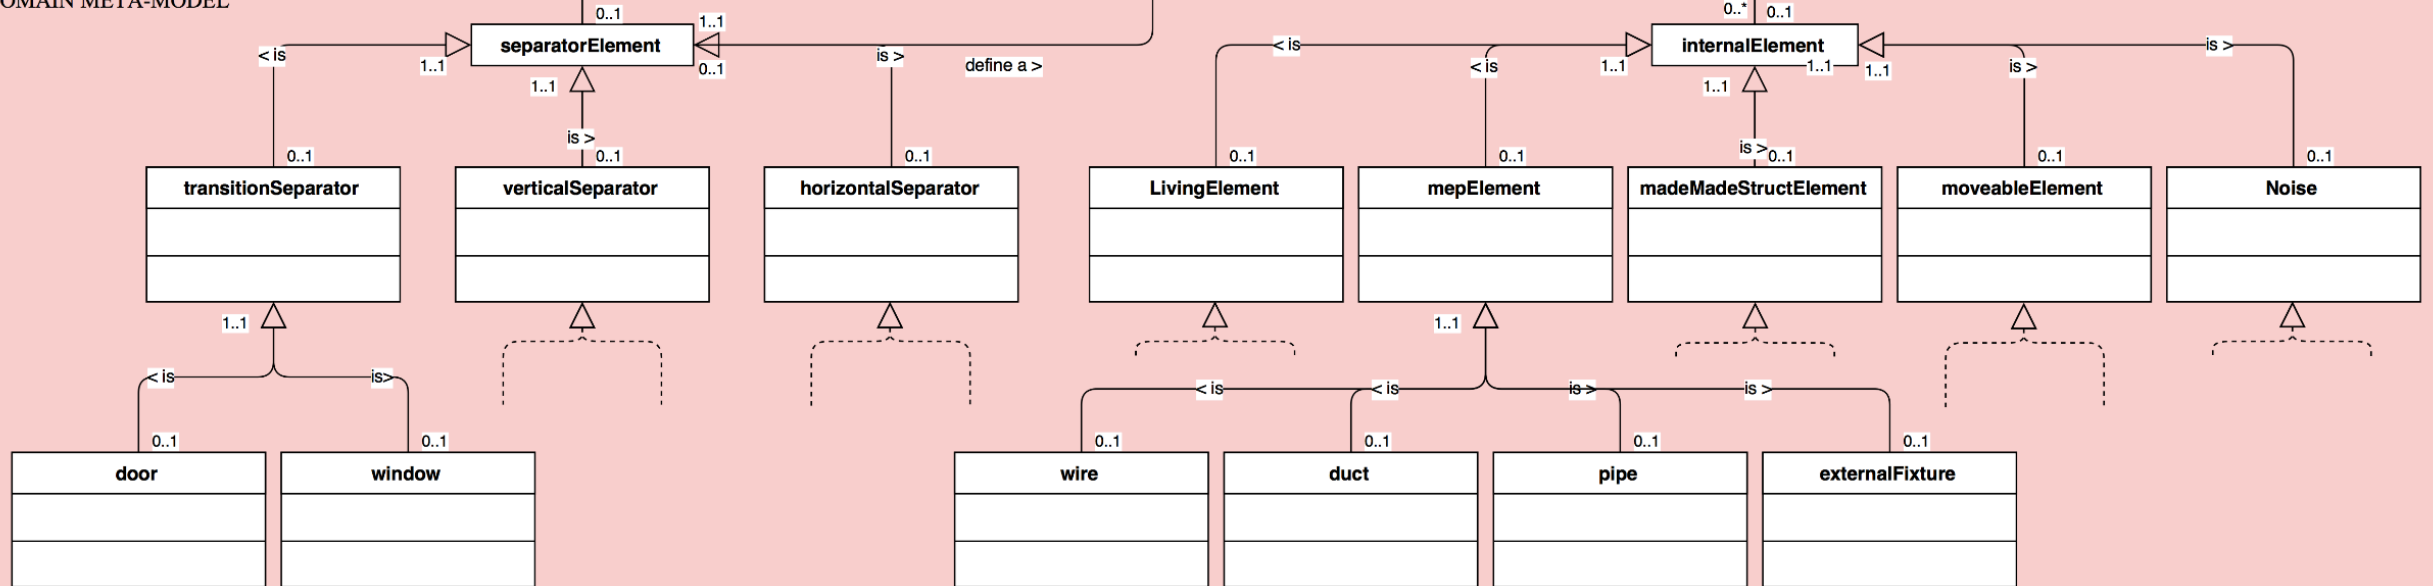 OMAIN META-MODEL
0..1
1..1
0..*
0..1
separatorElement
internalElement
< is
1..1
1..1
is >
0..1
define a >
< is
< is
1..1
1..1
1..1
1..1
is >
is >
is >
is >
0..1
0..1
0..1
0..1
0..1
0..1
0..1
0..1
transitionSeparator
verticalSeparator
horizontalSeparator
LivingElement
mepElement
madeMadeStructElement
moveableElement
Noise
1..1
1..1
< is
is>
< is
< is
is >
is >
0..1
0..1
0..1
0..1
0..1
0..1
door
window
wire
duct
pipe
externalFixture